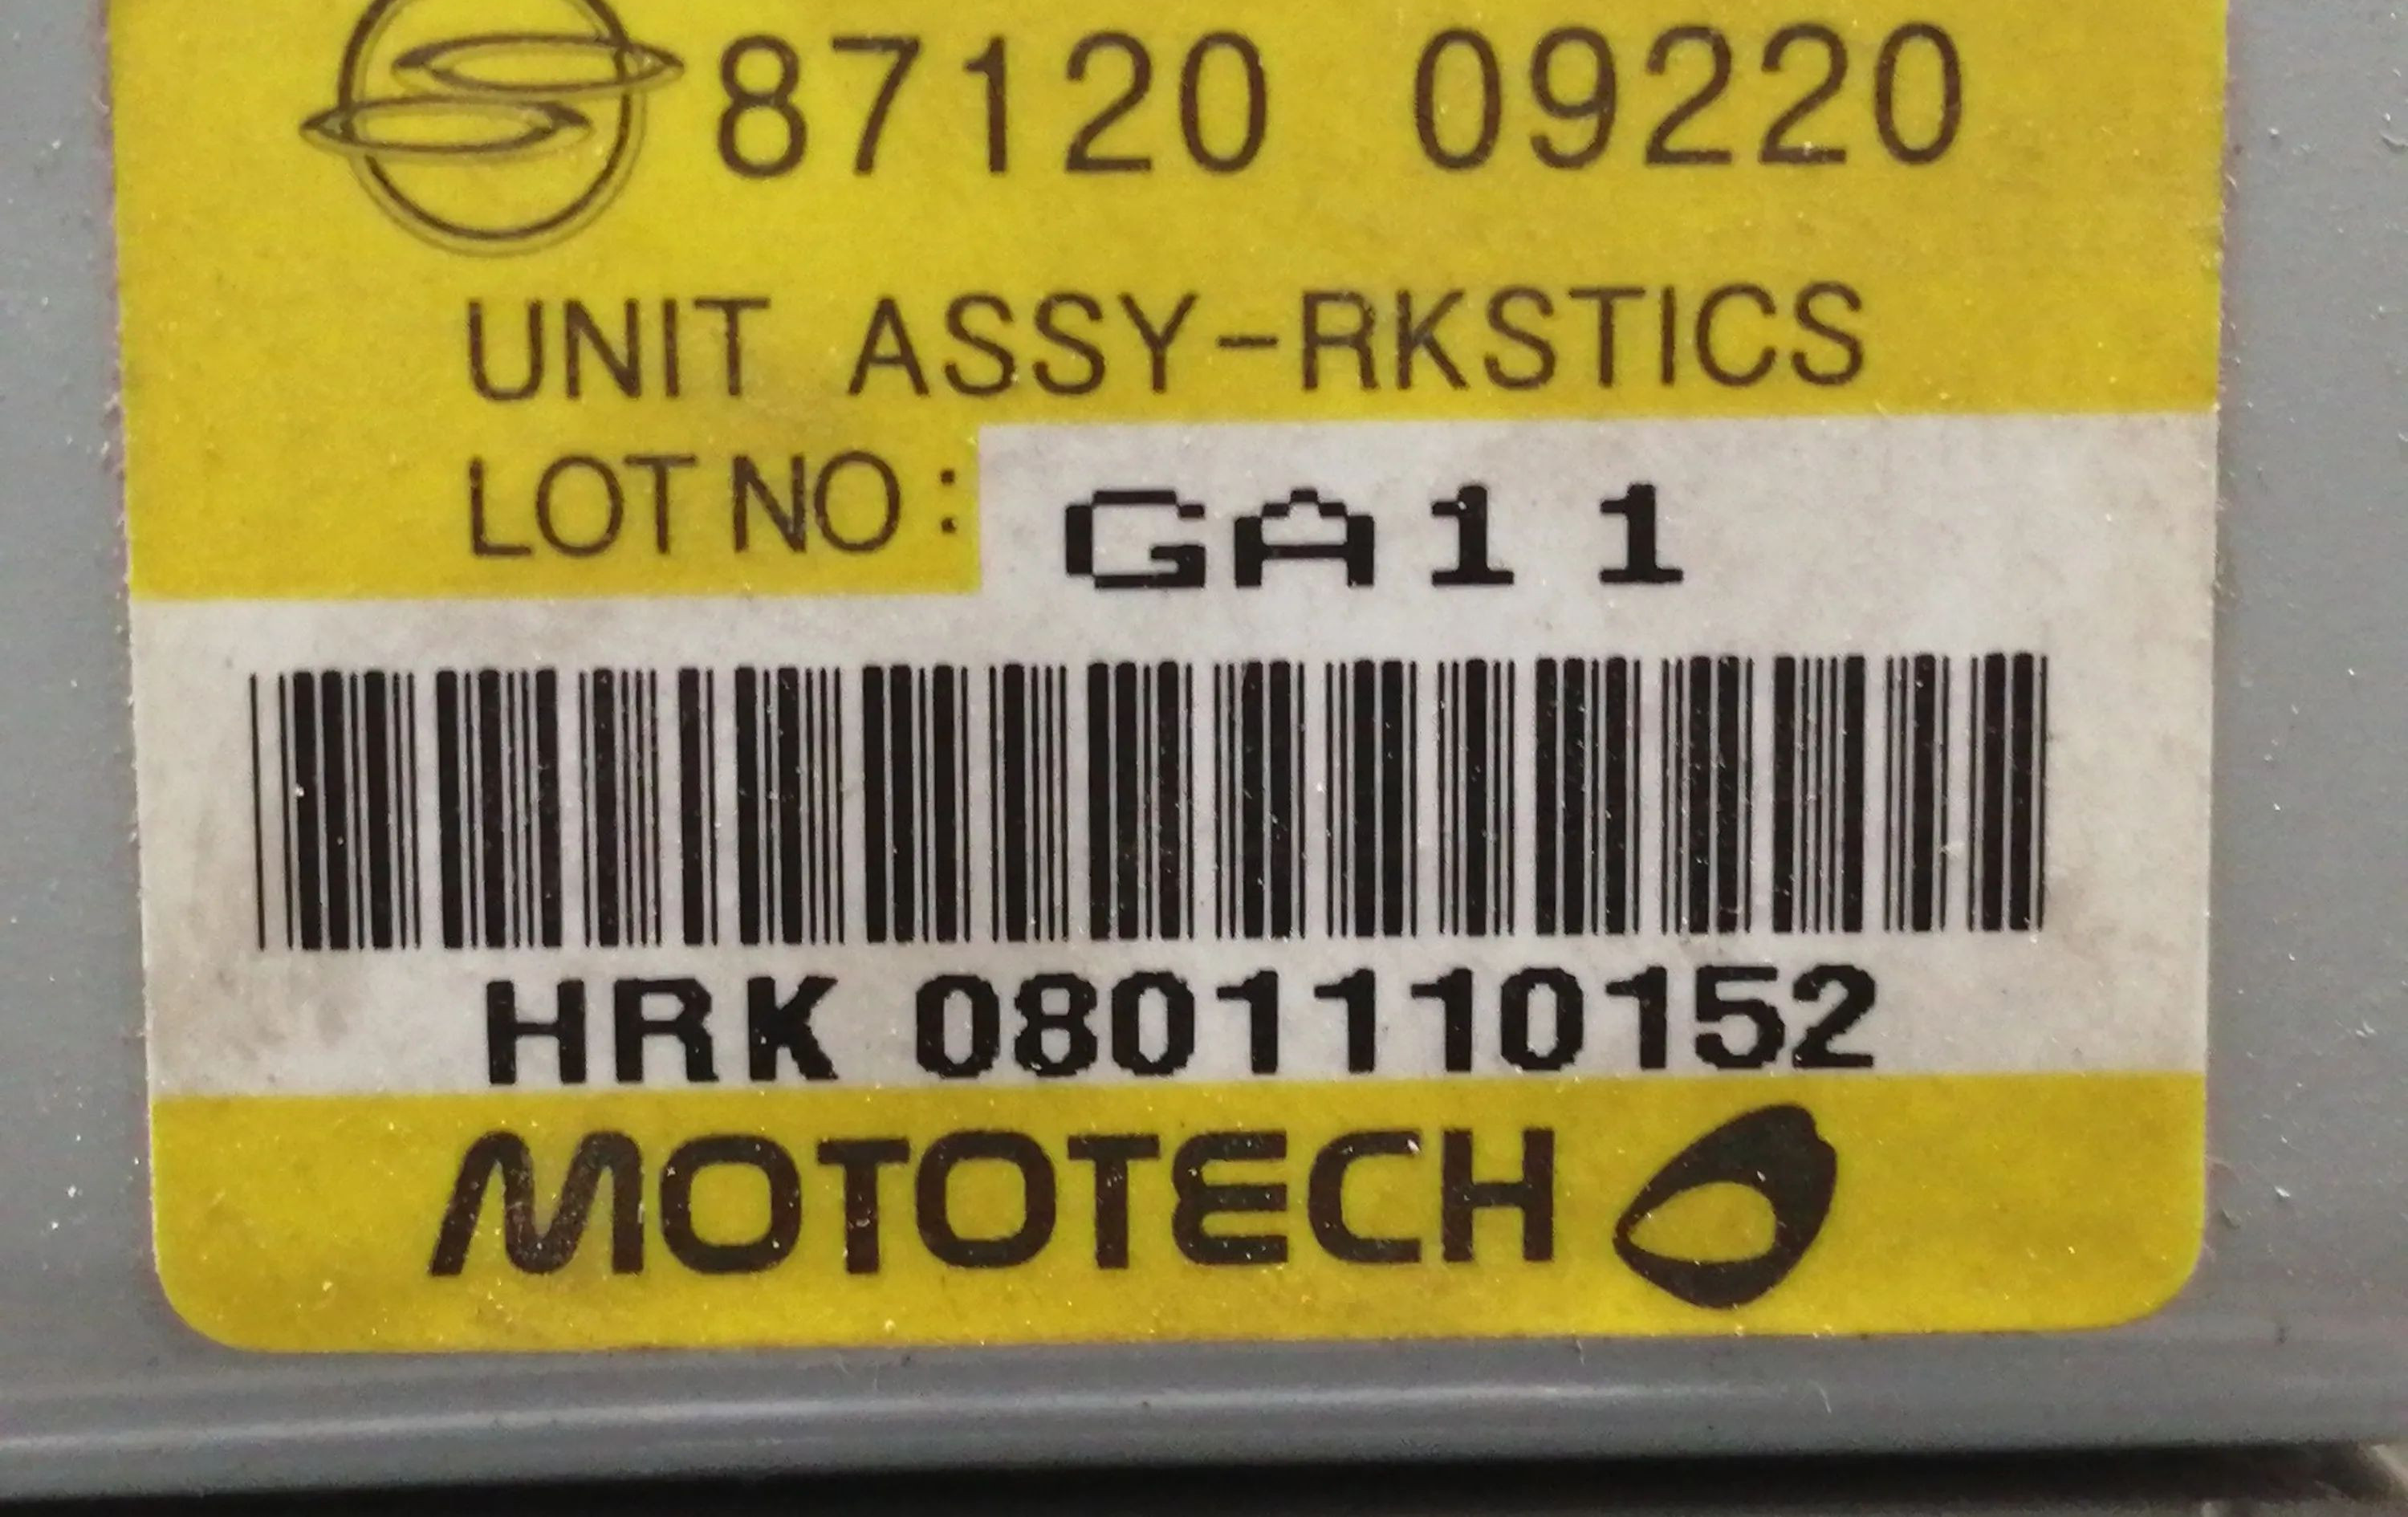 87120 09220
UNIT ASSY-RKSTICS
LOT NO : GA11
HRK 0801110152
MOTOTECH